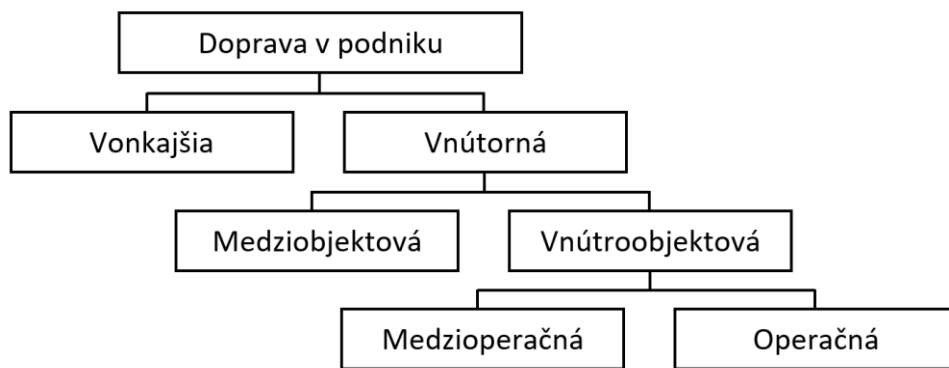 Doprava v podniku
Vonkajšia
Vnútorná
Medziobjektová
Vnútroobjektová
Medzioperačná
Operačná